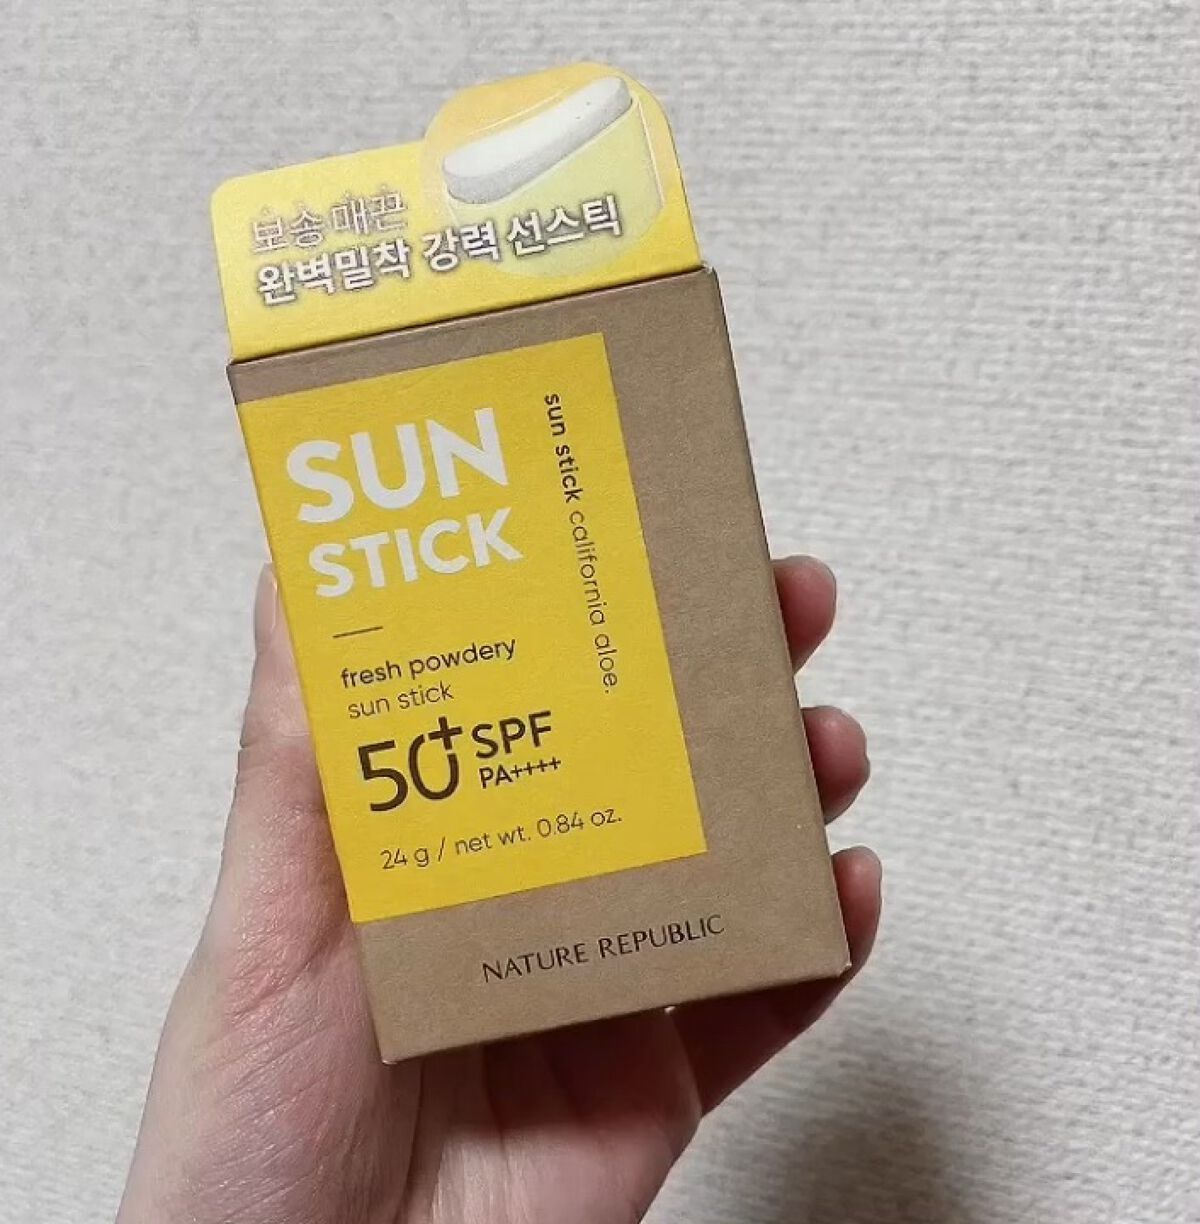 보송 매끈
완벽밀착 강력 선스틱
SUN
STICK
sun stick california aloe.
fresh powdery
sun stick
50+ SPF
PA++++
24 g / net wt. 0.84 oz.
NATURE REPUBLIC